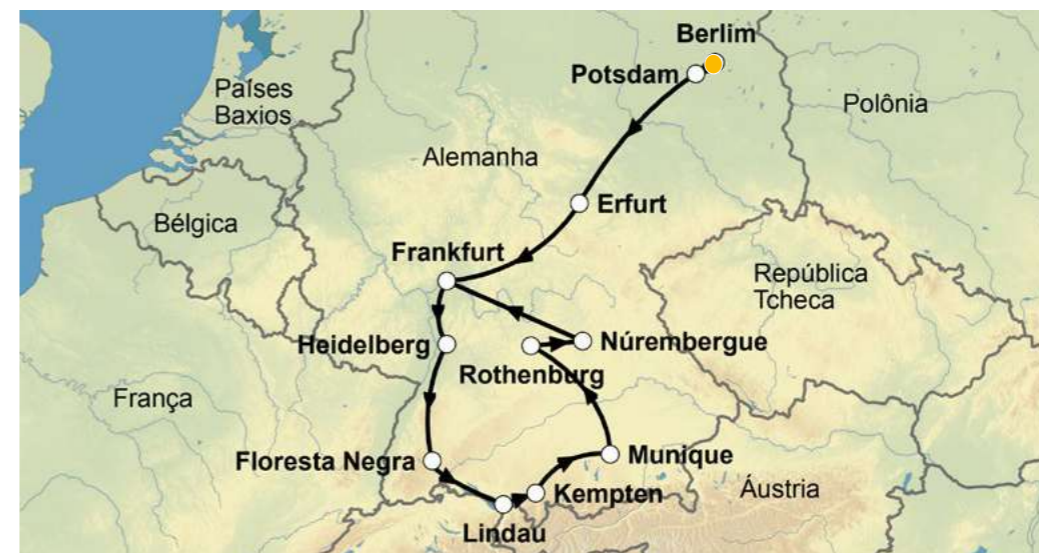 Berlim
Potsdam
Países
Baxios
Polônia
Alemanha
Erfurt
Bélgica
Frankfurt
República
Tcheca
Heidelberg
Núrembergue
Rothenburg
França
Floresta Negra
Munique
Kempten
Áustria
Lindau